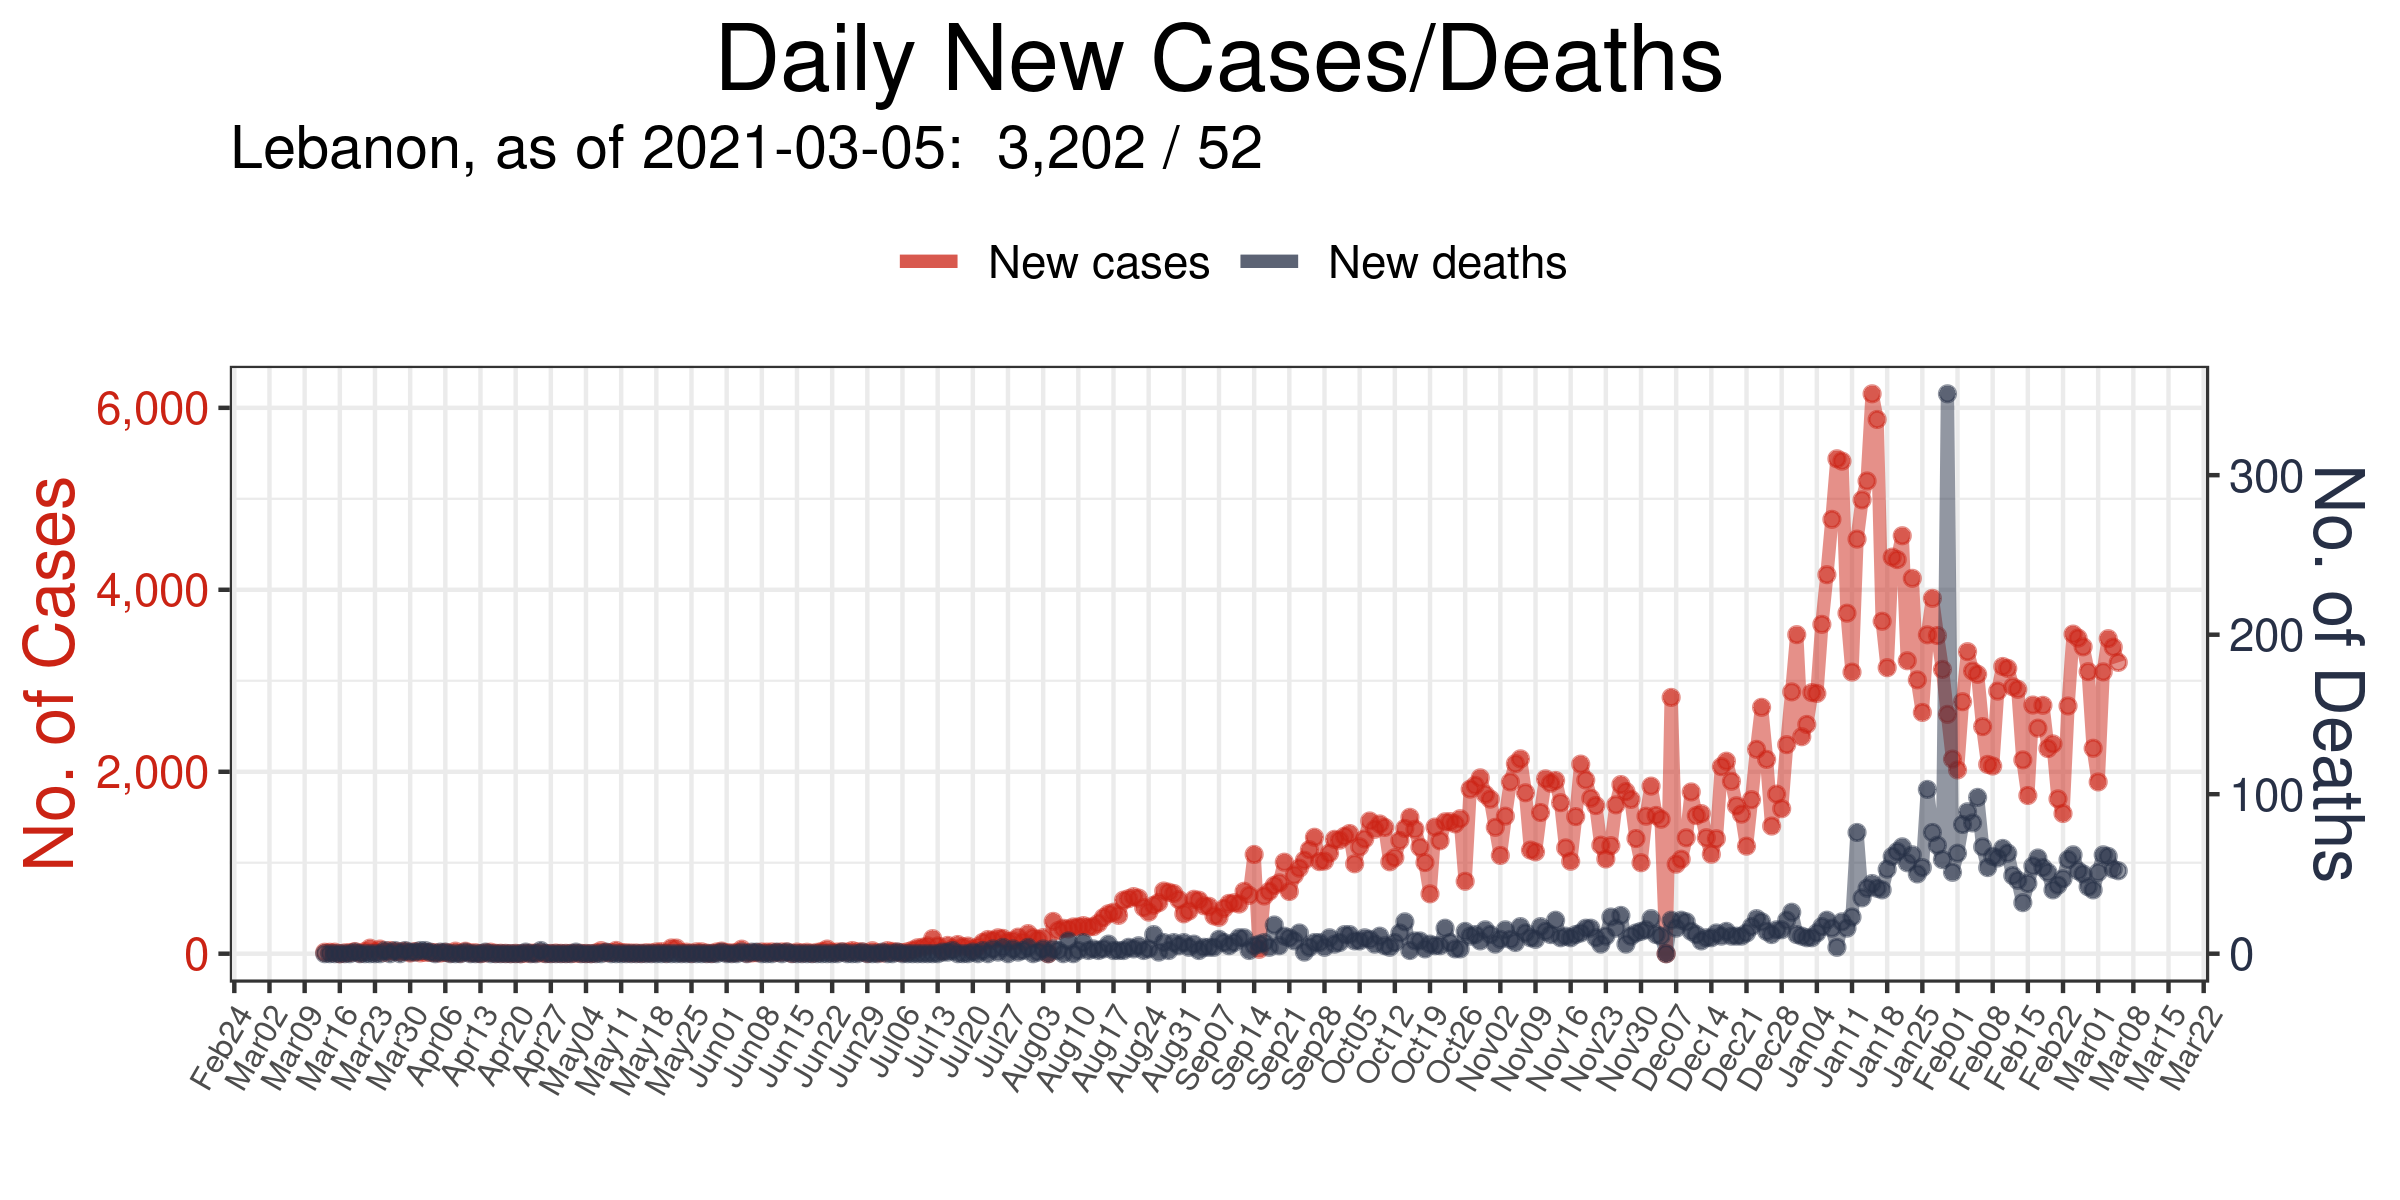 Daily New Cases/Deaths
Lebanon, as of 2021-03-05:  3,202 / 52
New cases New deaths
No. of Cases
6,000
4,000
2,000
0
300
200
100
0
No. of Deaths
Feb24 Mar02 Mar09 Mar16 Mar23 Mar30 Apr06 Apr13 Apr20 Apr27 May04 May11 May18 May25 Jun01 Jun08 Jun15 Jun22 Jun29 Jul06 Jul13 Jul20 Jul27 Aug03 Aug10 Aug17 Aug24 Aug31 Sep07 Sep14 Sep21 Sep28 Oct05 Oct12 Oct19 Oct26 Nov02 Nov09 Nov16 Nov23 Nov30 Dec07 Dec14 Dec21 Dec28 Jan04 Jan11 Jan18 Jan25 Feb01 Feb08 Feb15 Feb22 Mar01 Mar08 Mar15 Mar22